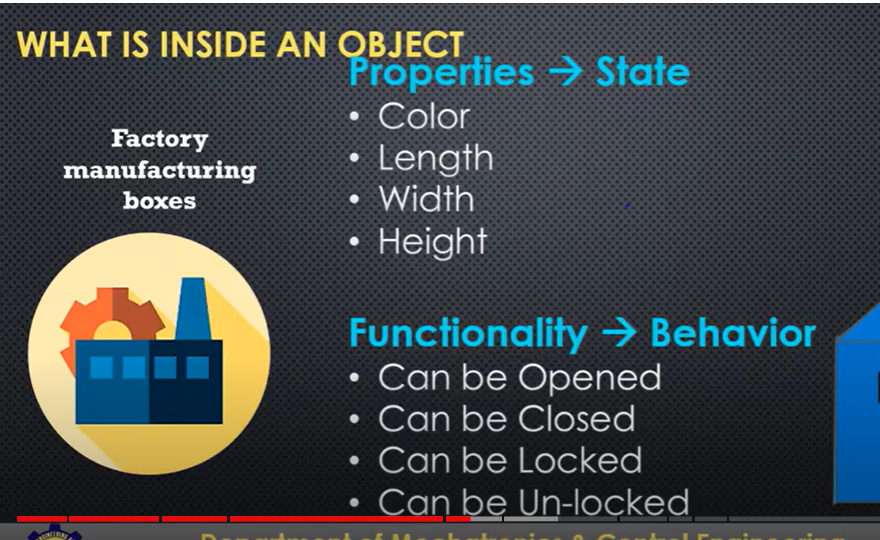 WHAT IS INSIDE AN OBJECT
Properties → State
• Color
• Length
• Width
• Height
Factory
manufacturing
boxes
Functionality → Behavior
• Can be Opened
• Can be Closed
• Can be Locked
• Can be Un-locked
Department of Mechatronics & Control Engineering